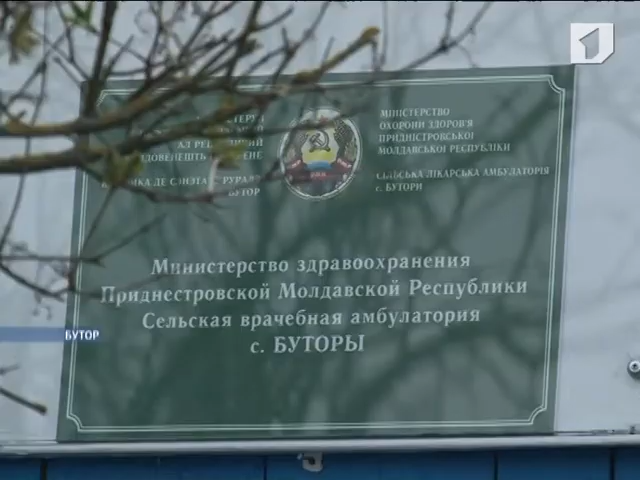 1
МІНІСТЕРСТВО
ОХОРОНИ ЗДОРОВ'Я
ПРИДНІСТРОВСЬКОЇ
МОЛДАВСЬКОЇ РЕСПУБЛІКИ
СІЛЬСЬКА ЛІКАРСЬКА АМБУЛАТОРІЯ
с. БУТОРИ
БУТОР
Министерство здравоохранения
Приднестровской Молдавской Республики
Сельская врачебная амбулатория
с. БУТОРЫ
БУТОР